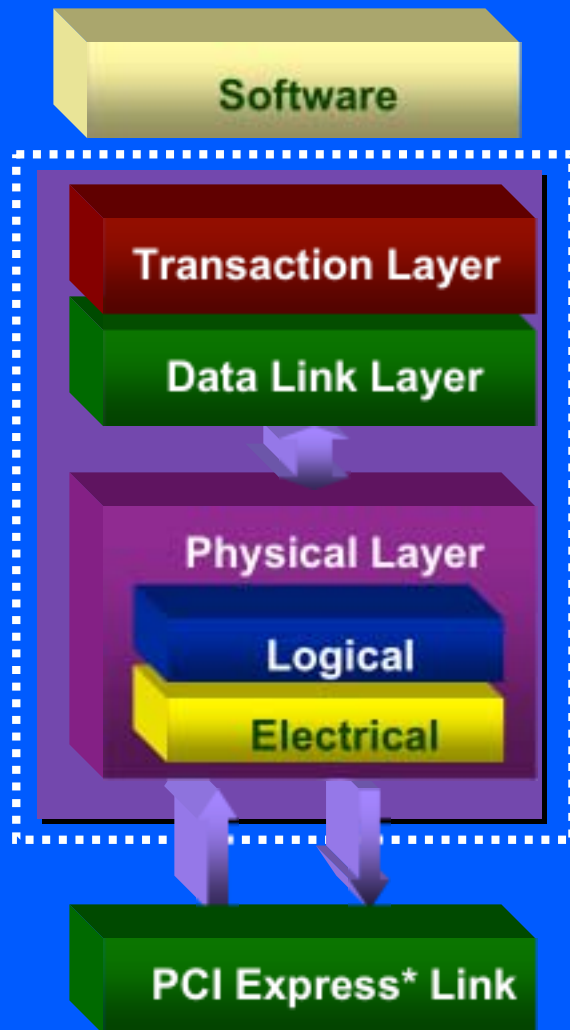 Software
Transaction Layer
Data Link Layer
Physical Layer
Logical
Electrical
PCI Express* Link